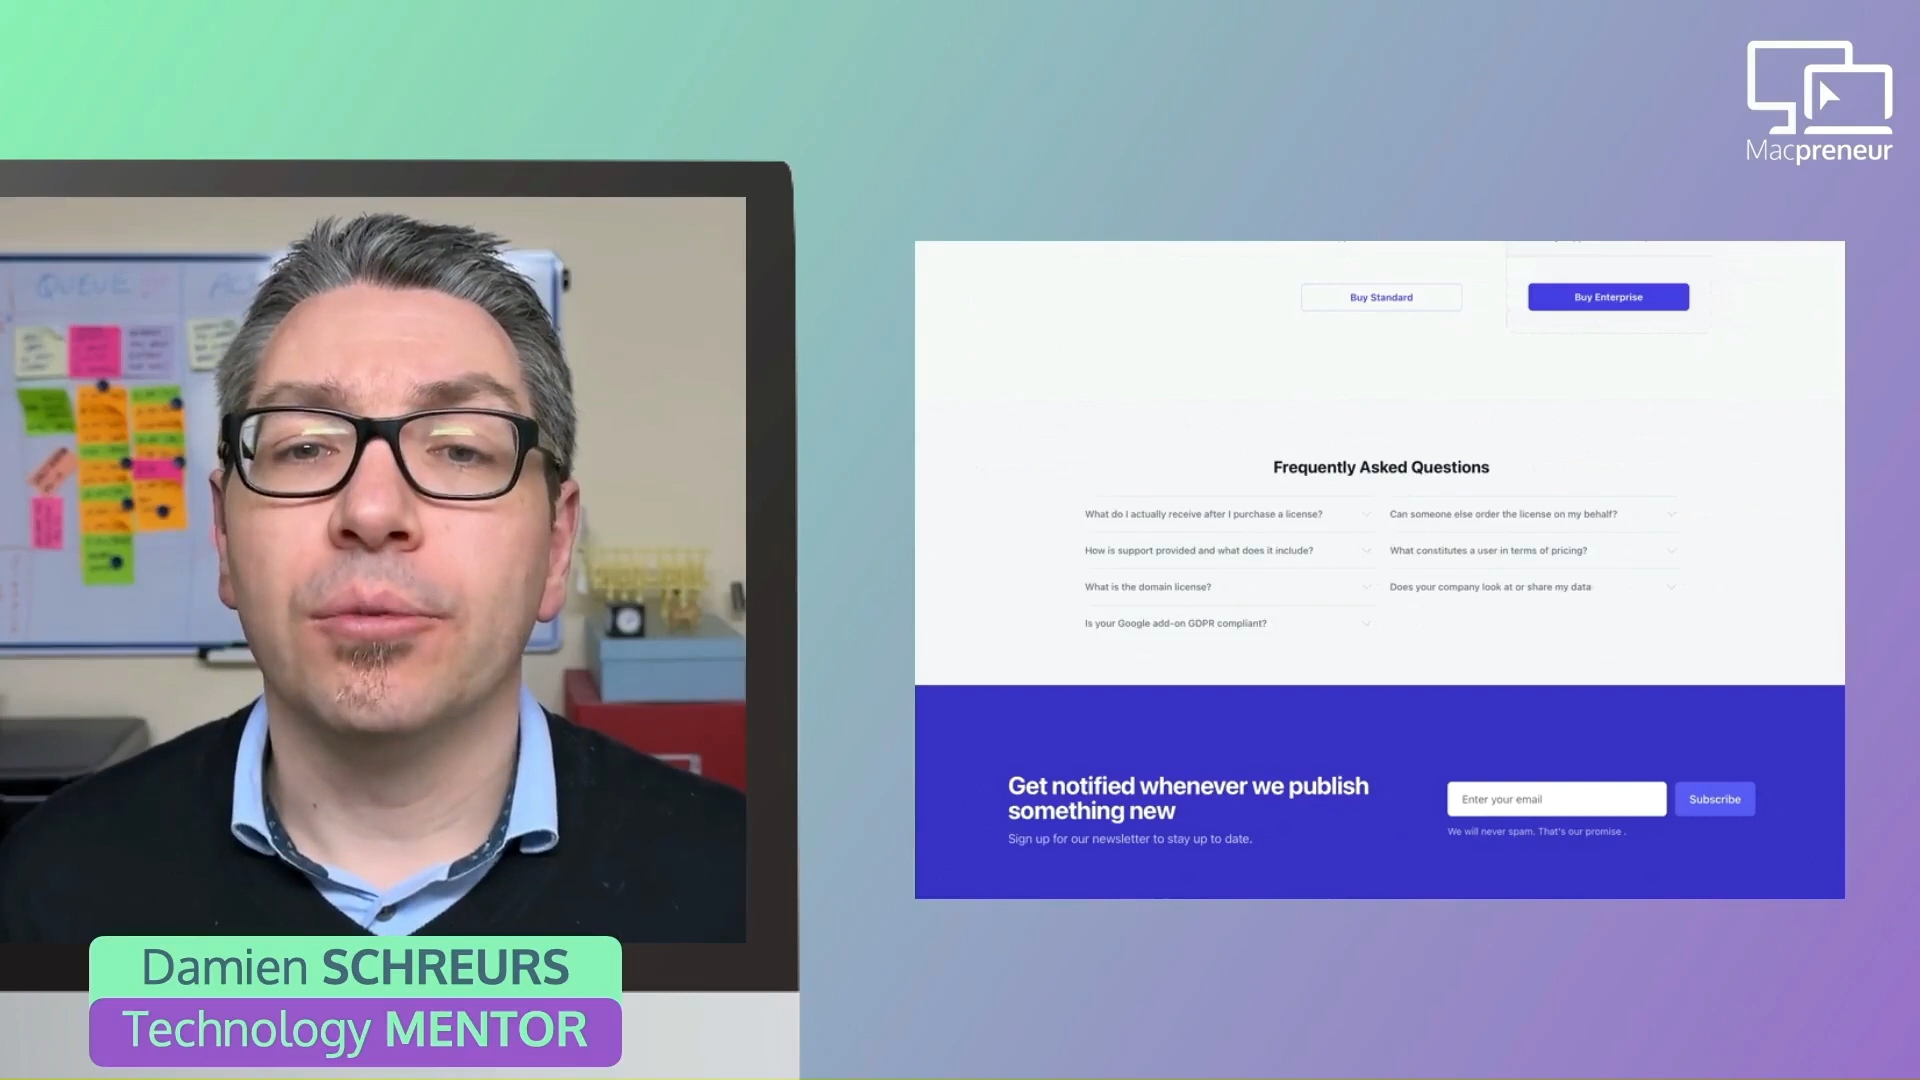 Macpreneur
QUEUE
Buy Standard
Buy Enterprise
Frequently Asked Questions
What do I actually receive after I purchase a license?
Can someone else order the license on my behalf?
How is support provided and what does it include?
What constitutes a user in terms of pricing?
What is the domain license?
Does your company look at or share my data
Is your Google add-on GDPR compliant?
Get notified whenever we publish
something new
Sign up for our newsletter to stay up to date.
Enter your email
Subscribe
We will never spam. That's our promise .
Damien SCHREURS
Technology MENTOR